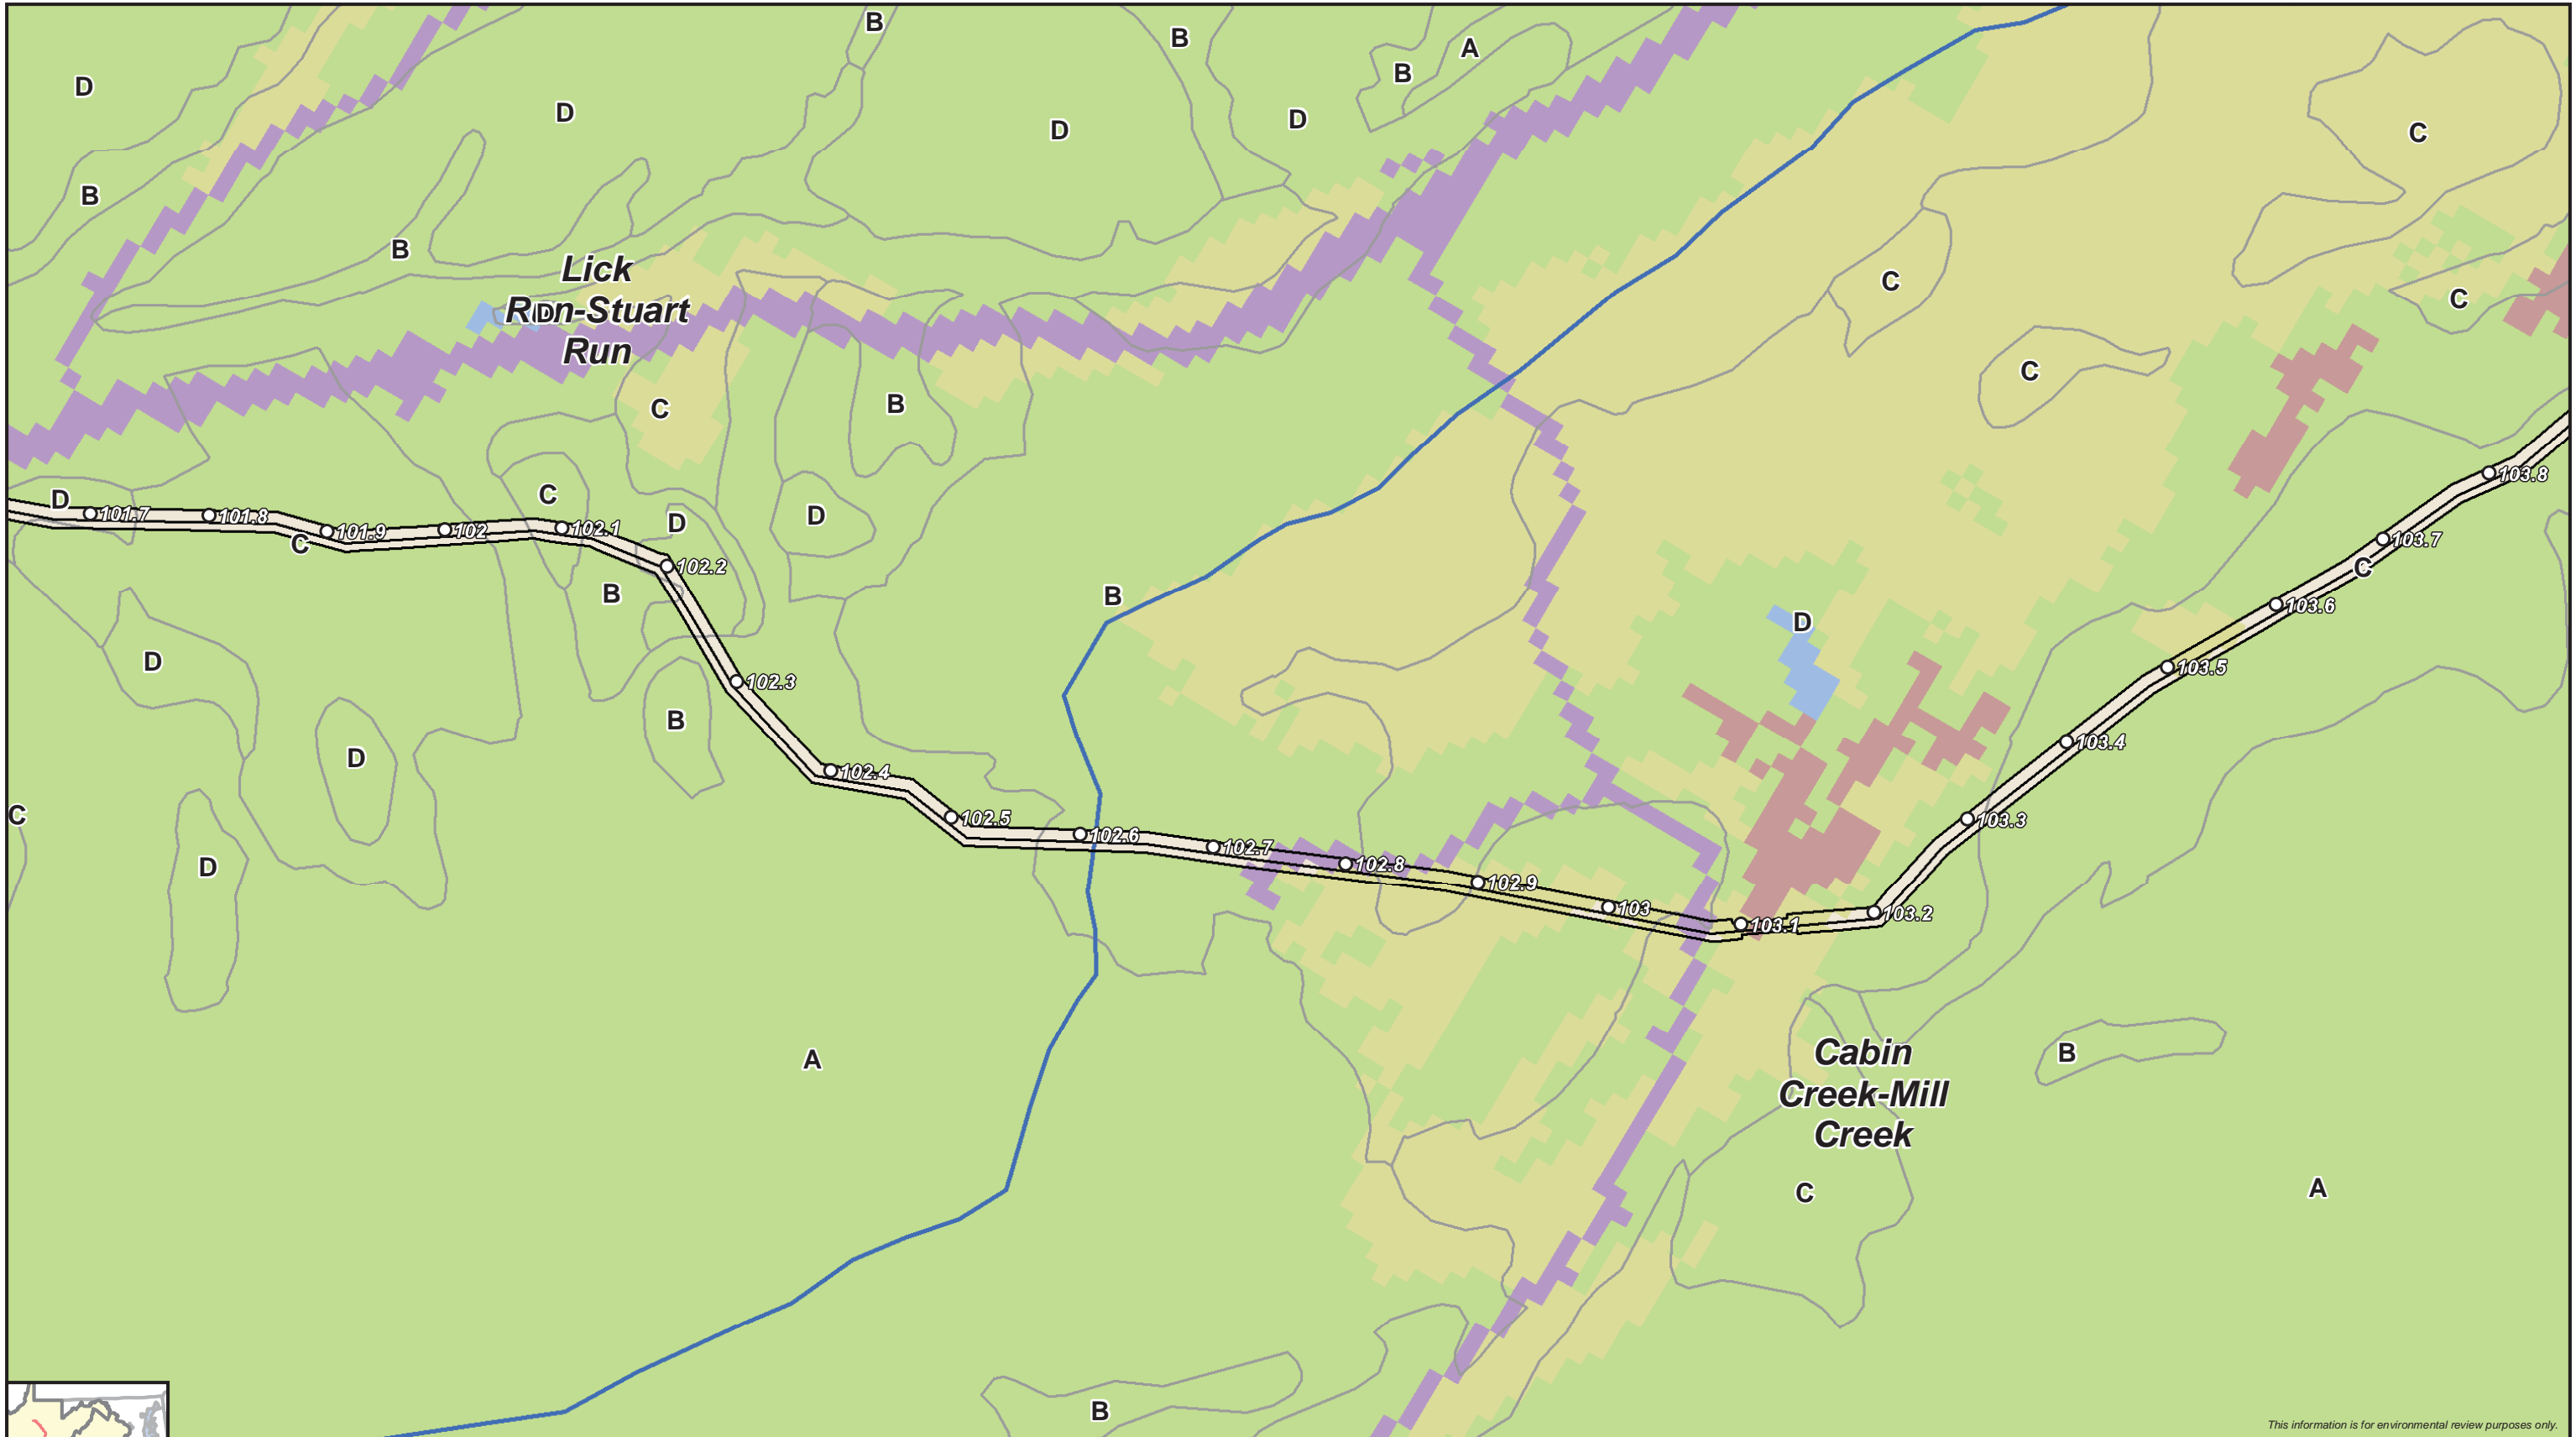 B
B
A
B
D
D
D
D
C
B
B
Lick
Run-Stuart
Run
D
C
C
C
C
B
C
103.8
D
C
D
D
101.7
101.8
101.9
102
102.1
C
103.7
C
102.2
B
B
103.6
D
D
103.5
102.3
B
103.4
D
102.4
C
102.5
103.3
102.6
102.7
102.8
D
102.9
103
103.2
103.1
Cabin
Creek-Mill
Creek
B
A
A
C
B
This information is for environmental review purposes only.